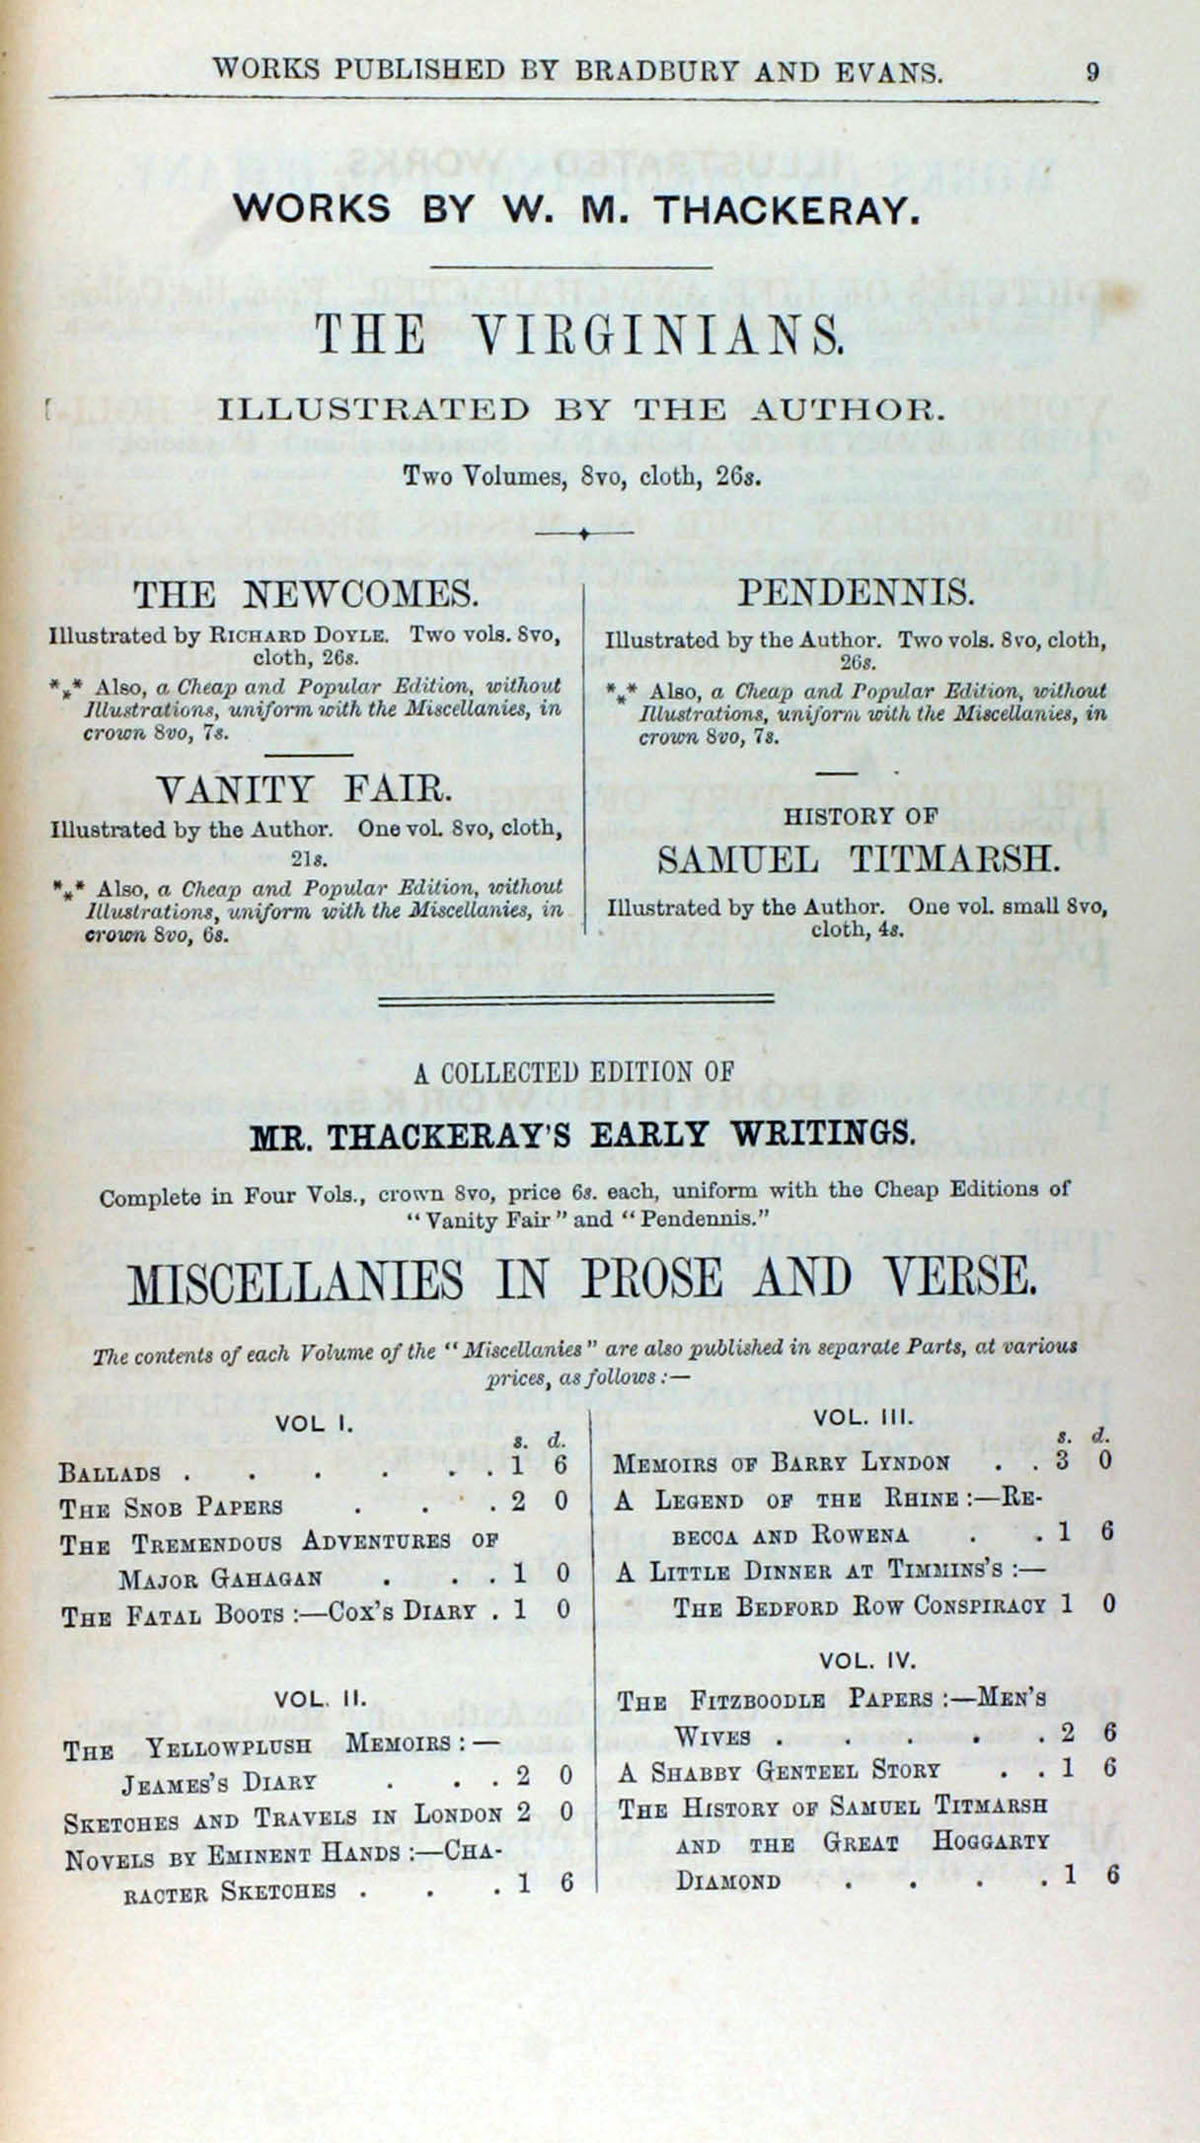 WORKS PUBLISHED BY BRADBURY AND EVANS. 9
WORKS BY W. M. THACKERAY.
THE VIRGINIANS.
ILLUSTRATED BY THE AUTHOR.
Two Volumes, 8vo, cloth, 26s.
THE NEWCOMES.
Illustrated by RICHARD DOYLE. Two vols. 8vo,
cloth, 26s.
*** Also, a Cheap and Popular Edition, without
Illustrations, uniform with the Miscellanies, in
crown 8vo, 7s.
VANITY FAIR.
Illustrated by the Author. One vol. 8vo, cloth,
21s.
*** Also, a Cheap and Popular Edition, without
Illustrations, uniform with the Miscellanies, in
crown 8vo, 6s.
PENDENNIS.
Illustrated by the Author. Two vols. 8vo, cloth,
26s.
*** Also, a Cheap and Popular Edition, without
Illustrations, uniform with the Miscellanies, in
crown 8vo, 7s.
HISTORY OF
SAMUEL TITMARSH.
Illustrated by the Author. One vol. small 8vo,
cloth, 4s.
A COLLECTED EDITION OF
MR. THACKERAY'S EARLY WRITINGS.
Complete in Four Vols., crown 8vo, price 6s. each, uniform with the Cheap Editions of
"Vanity Fair" and "Pendennis."
MISCELLANIES IN PROSE AND VERSE.
The contents of each Volume of the "Miscellanies" are also published in separate Parts, at various
prices, as follows:—
VOL I.
s. d.
BALLADS . . . . . . 1 6
THE SNOB PAPERS . . . 2 0
THE TREMENDOUS ADVENTURES OF
MAJOR GAHAGAN . . . 1 0
THE FATAL BOOTS:—COX'S DIARY . 1 0
VOL. II.
THE YELLOWPLUSH MEMOIRS:—
JEAMES'S DIARY . . . 2 0
SKETCHES AND TRAVELS IN LONDON 2 0
NOVELS BY EMINENT HANDS:—CHA-
RACTER SKETCHES . . . 1 6
VOL. III.
s. d.
MEMOIRS OF BARRY LYNDON . . 3 0
A LEGEND OF THE RHINE:—RE-
BECCA AND ROWENA . . 1 6
A LITTLE DINNER AT TIMMINS'S:—
THE BEDFORD ROW CONSPIRACY 1 0
VOL. IV.
THE FITZBOODLE PAPERS:—MEN'S
WIVES . . . . . 2 6
A SHABBY GENTEEL STORY . . 1 6
THE HISTORY OF SAMUEL TITMARSH
AND THE GREAT HOGGARTY
DIAMOND . . . . 1 6